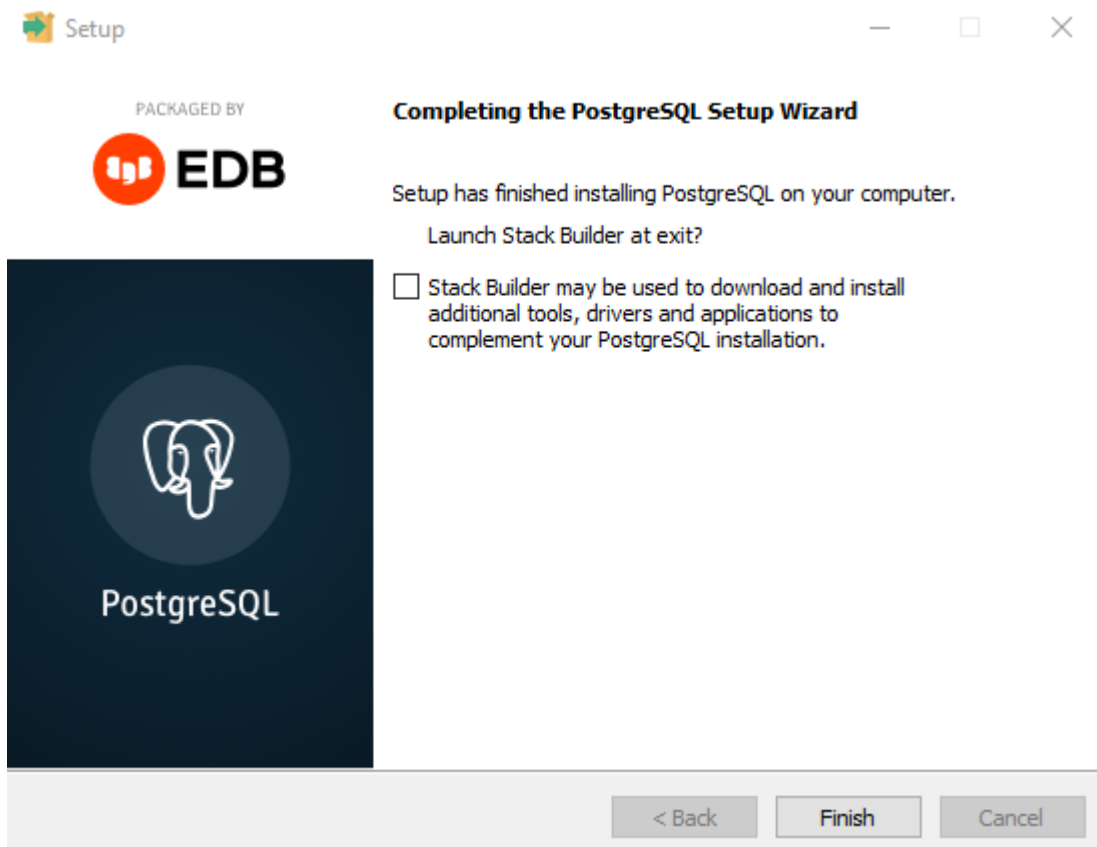 Setup
PACKAGED BY
EDB
Completing the PostgreSQL Setup Wizard
Setup has finished installing PostgreSQL on your computer.
Launch Stack Builder at exit?
Stack Builder may be used to download and install
additional tools, drivers and applications to
complement your PostgreSQL installation.
PostgreSQL
< Back
Finish
Cancel